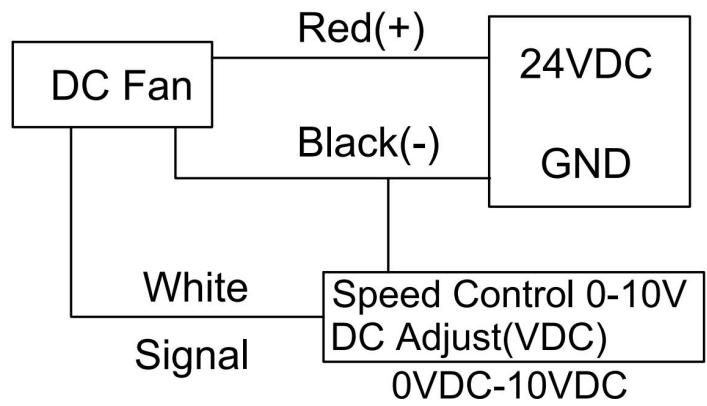 Red(+)
DC Fan
24VDC
Black(-)
GND
White
Signal
Speed Control 0-10V
DC Adjust(VDC)
0VDC-10VDC